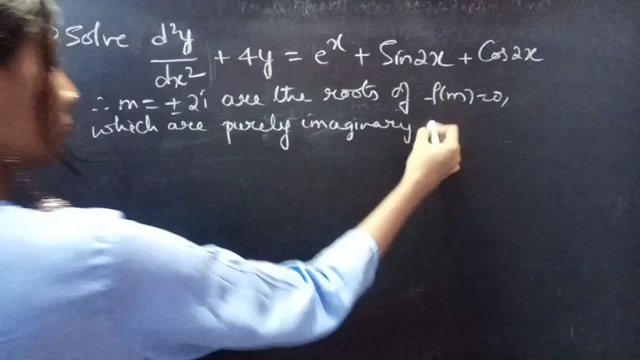 Solve d²y/dx² + 4y = eˣ + Sin2x + Cos2x
∴ m = ± 2i are the roots of f(m)=0,
which are purely imaginary